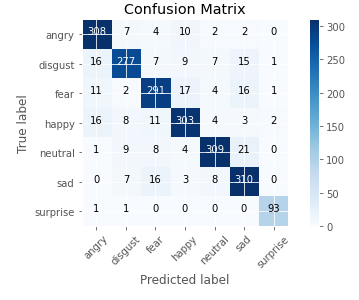 Confusion Matrix
angry 308 7 4 10 2 2 0
disgust 16 277 7 9 7 15 1
fear 11 2 291 17 4 16 1
happy 16 8 11 303 4 3 2
neutral 1 9 8 4 309 21 0
sad 0 7 16 3 8 310 0
surprise 1 1 0 0 0 0 93
angry disgust fear happy neutral sad surprise
Predicted label
True label
300
250
200
150
100
50
0